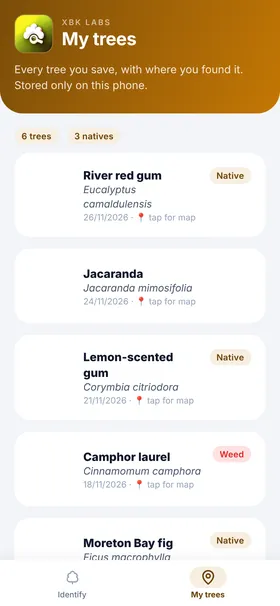 XBK LABS
My trees
Every tree you save, with where you found it.
Stored only on this phone.
6 trees
3 natives
River red gum
Native
Eucalyptus
camaldulensis
26/11/2026 · 📍 tap for map
Jacaranda
Jacaranda mimosifolia
24/11/2026 · 📍 tap for map
Lemon-scented
gum
Native
Corymbia citriodora
21/11/2026 · 📍 tap for map
Camphor laurel
Weed
Cinnamomum camphora
18/11/2026 · 📍 tap for map
Moreton Bay fig
Native
Ficus macrophylla
Identify
My trees